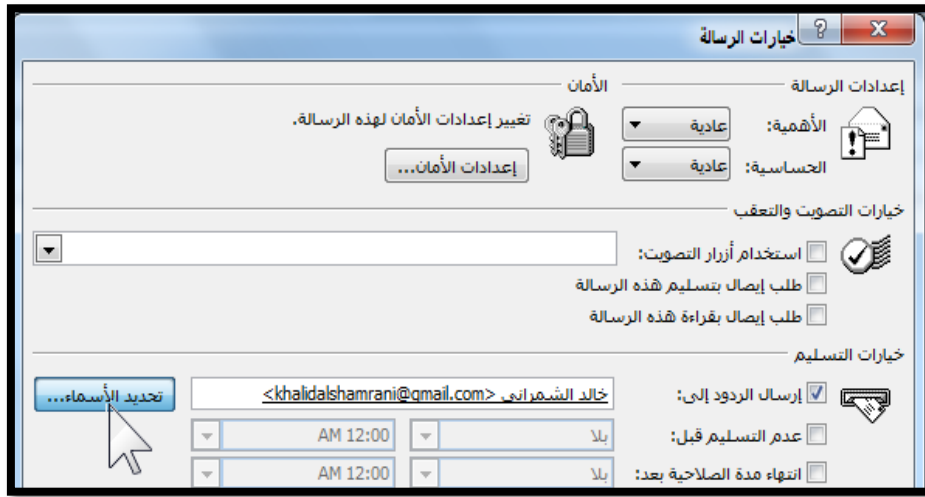 خيارات الرسالة
إعدادات الرسالة
الأهمية: عادية
الحساسية: عادية
الأمان
تغيير إعدادات الأمان لهذه الرسالة.
إعدادات الأمان...
خيارات التصويت والتعقب
استخدام أزرار التصويت:
طلب إيصال بتسليم هذه الرسالة
طلب إيصال بقراءة هذه الرسالة
خيارات التسليم
إرسال الردود إلى: خالد الشمراني <khalidalshamrani@gmail.com> تحديد الأسماء...
عدم التسليم قبل: بلا 12:00 AM
انتهاء مدة الصلاحية بعد: بلا 12:00 AM